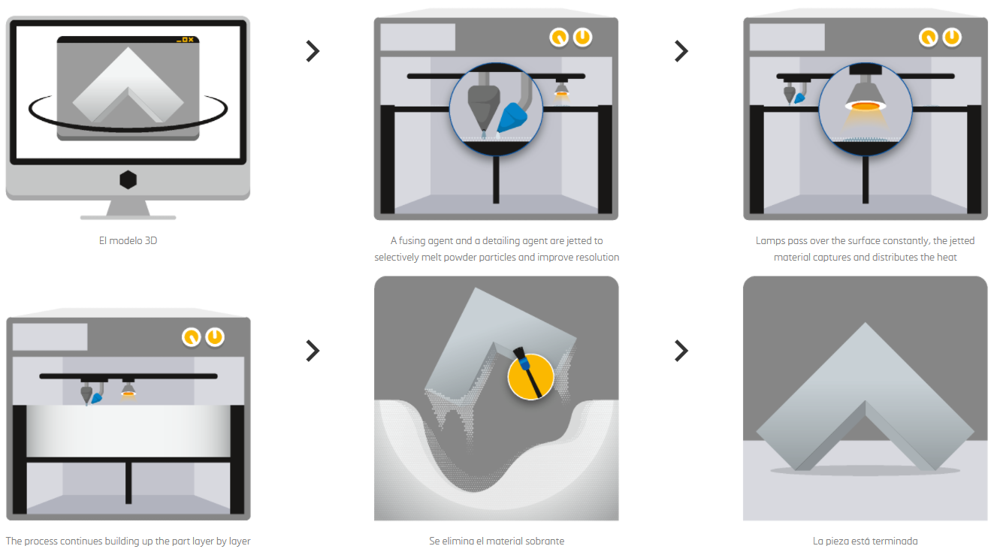 El modelo 3D
A fusing agent and a detailing agent are jetted to
selectively melt powder particles and improve resolution
Lamps pass over the surface constantly, the jetted
material captures and distributes the heat
The process continues building up the part layer by layer
Se elimina el material sobrante
La pieza está terminada